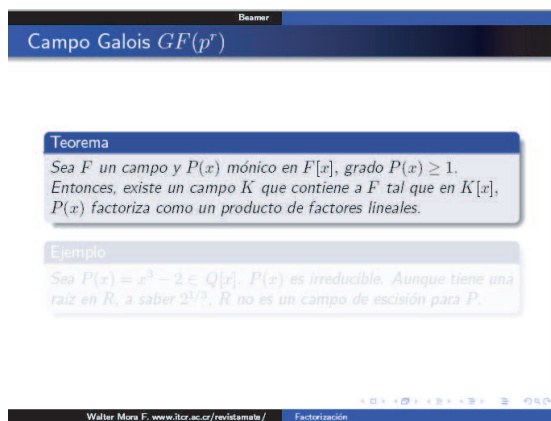 Beamer
Campo Galois GF(p^r)
Teorema
Sea F un campo y P(x) mónico en F[x], grado P(x) ≥ 1.
Entonces, existe un campo K que contiene a F tal que en K[x],
P(x) factoriza como un producto de factores lineales.
Ejemplo
Sea P(x) = x³ − 2 ∈ Q[x]. P(x) es irreducible. Aunque tiene una
raíz en R, a saber 2^{1/3}, R no es un campo de escisión para P.
Walter Mora F. www.itcr.ac.cr/revistamate/ Factorización